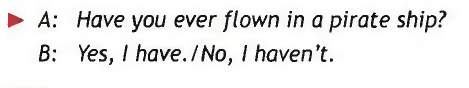 A: Have you ever flown in a pirate ship?
B: Yes, I have./No, I haven't.